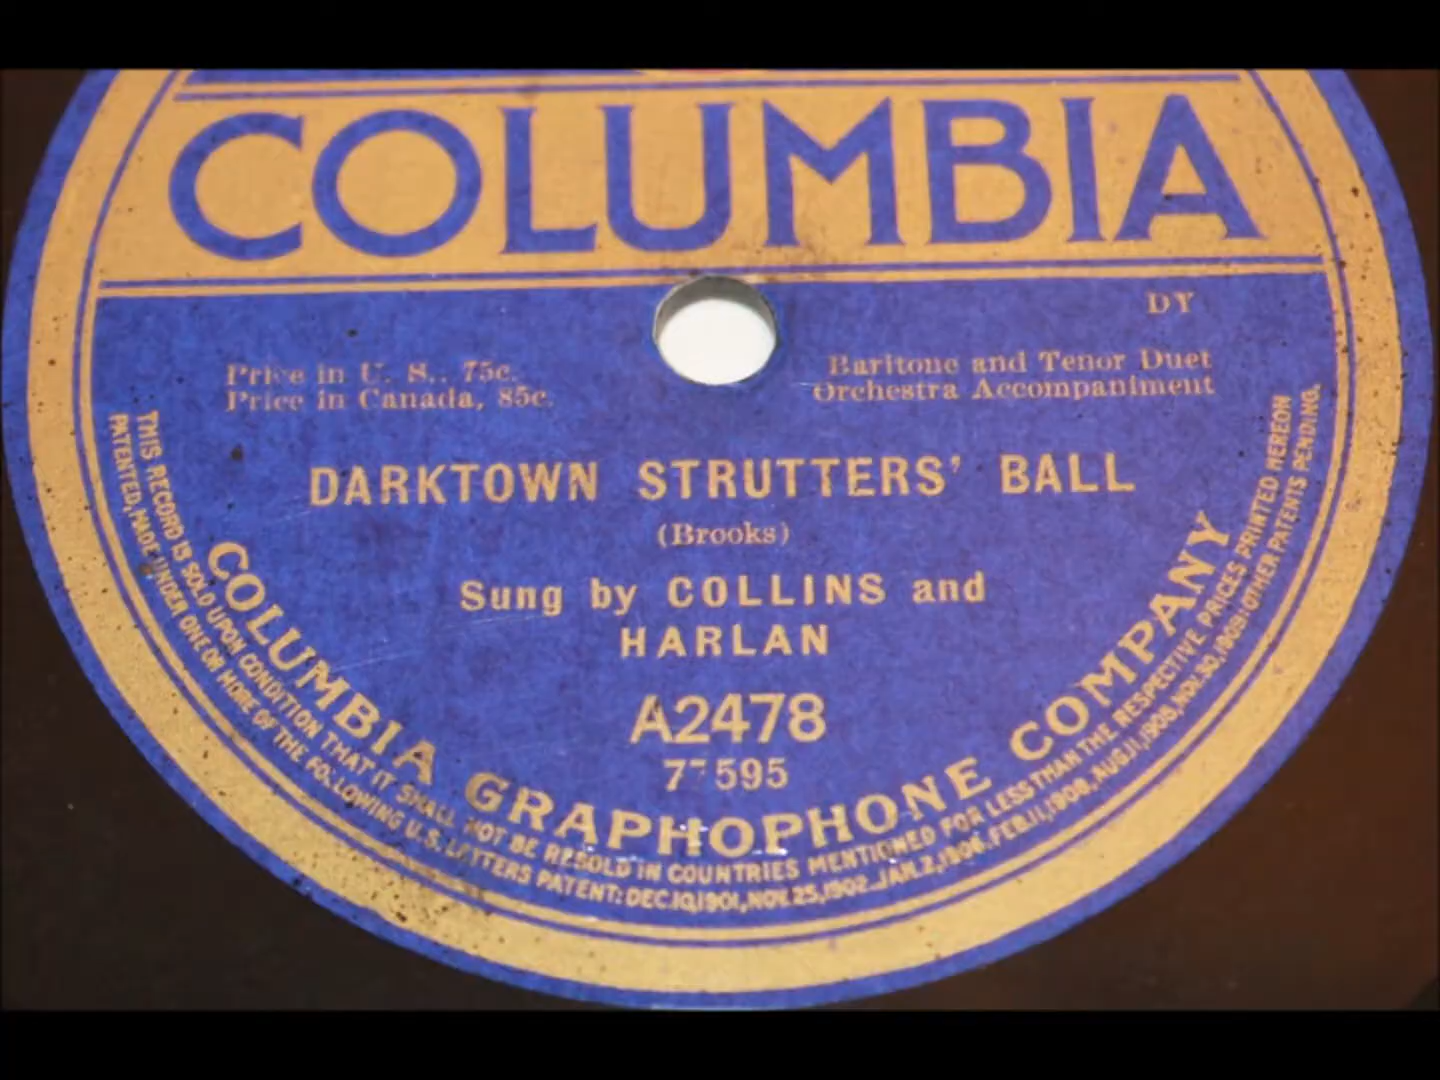 COLUMBIA
DY
Price in U. S., 75c.
Price in Canada, 85c.
Baritone and Tenor Duet
Orchestra Accompaniment
DARKTOWN STRUTTERS' BALL
(Brooks)
Sung by COLLINS and
HARLAN
A2478
77595
COLUMBIA GRAPHOPHONE COMPANY
THIS RECORD IS SOLD UPON CONDITION THAT IT SHALL NOT BE RESOLD IN COUNTRIES MENTIONED FOR LESS THAN THE RESPECTIVE PRICES PRINTED HEREON
PATENTED, MADE UNDER ONE OR MORE OF THE FOLLOWING U.S. LETTERS PATENT: DEC.10,1901, NOV.25,1902. JAN.2,1906. FEB.11,1908, AUG.11,1908, NOV.30,1909: OTHER PATENTS PENDING.